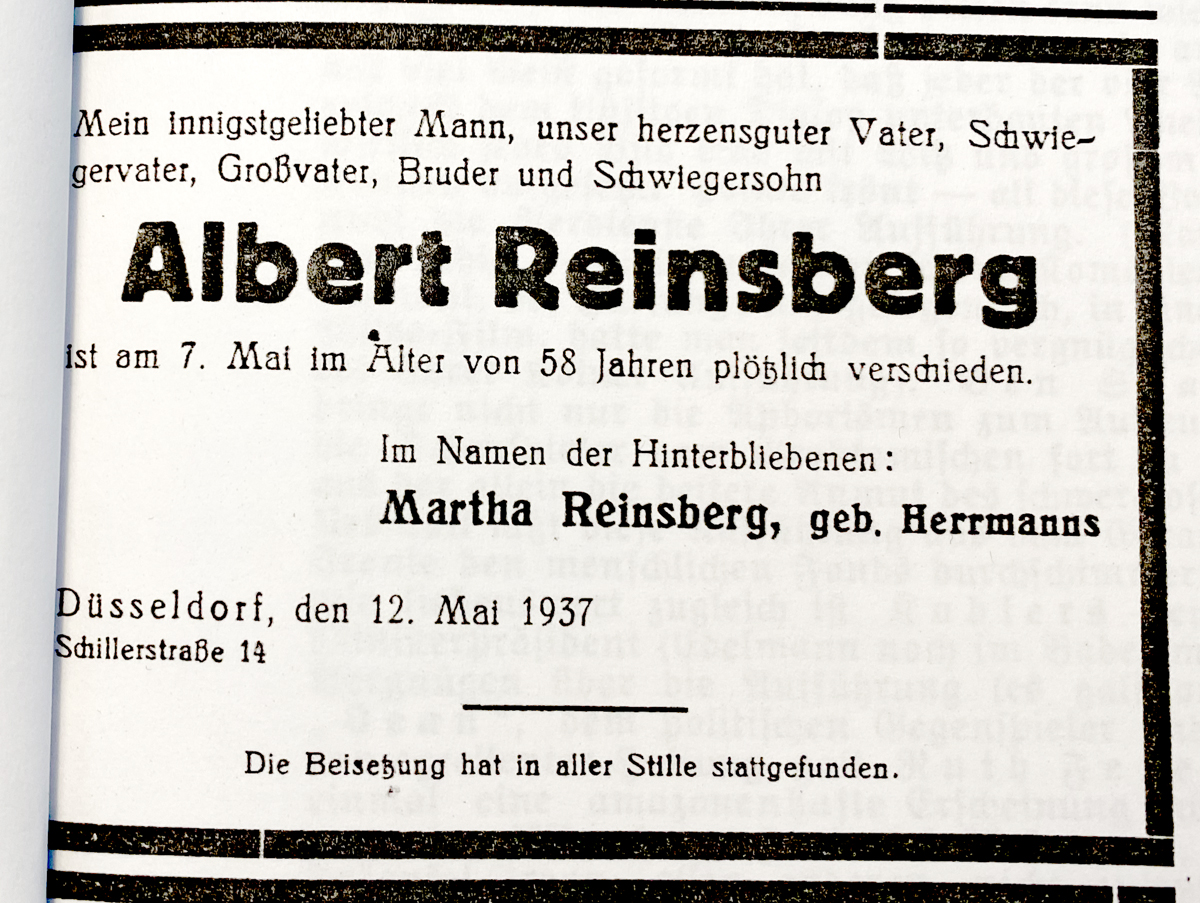 Mein innigstgeliebter Mann, unser herzensguter Vater, Schwie-
gervater, Großvater, Bruder und Schwiegersohn
Albert Reinsberg
ist am 7. Mai im Alter von 58 Jahren plötzlich verschieden.
Im Namen der Hinterbliebenen:
Martha Reinsberg, geb. Herrmanns
Düsseldorf, den 12. Mai 1937
Schillerstraße 14
Die Beisetzung hat in aller Stille stattgefunden.